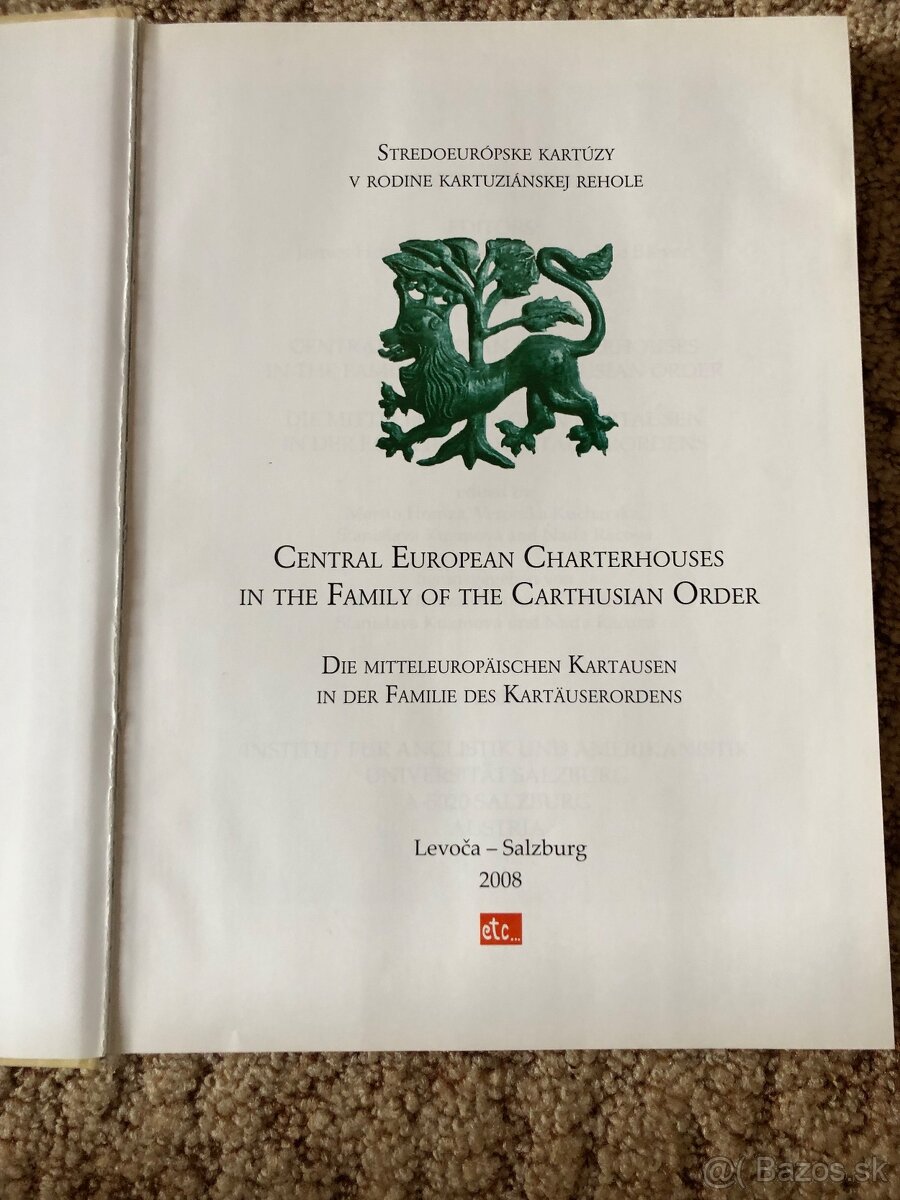 Stredoeurópske kartúzy
v rodine kartuziánskej rehole
Central European Charterhouses
in the Family of the Carthusian Order
Die mitteleuropäischen Kartausen
in der Familie des Kartäuserordens
Levoča – Salzburg
2008
etc...
@( Bazos.sk